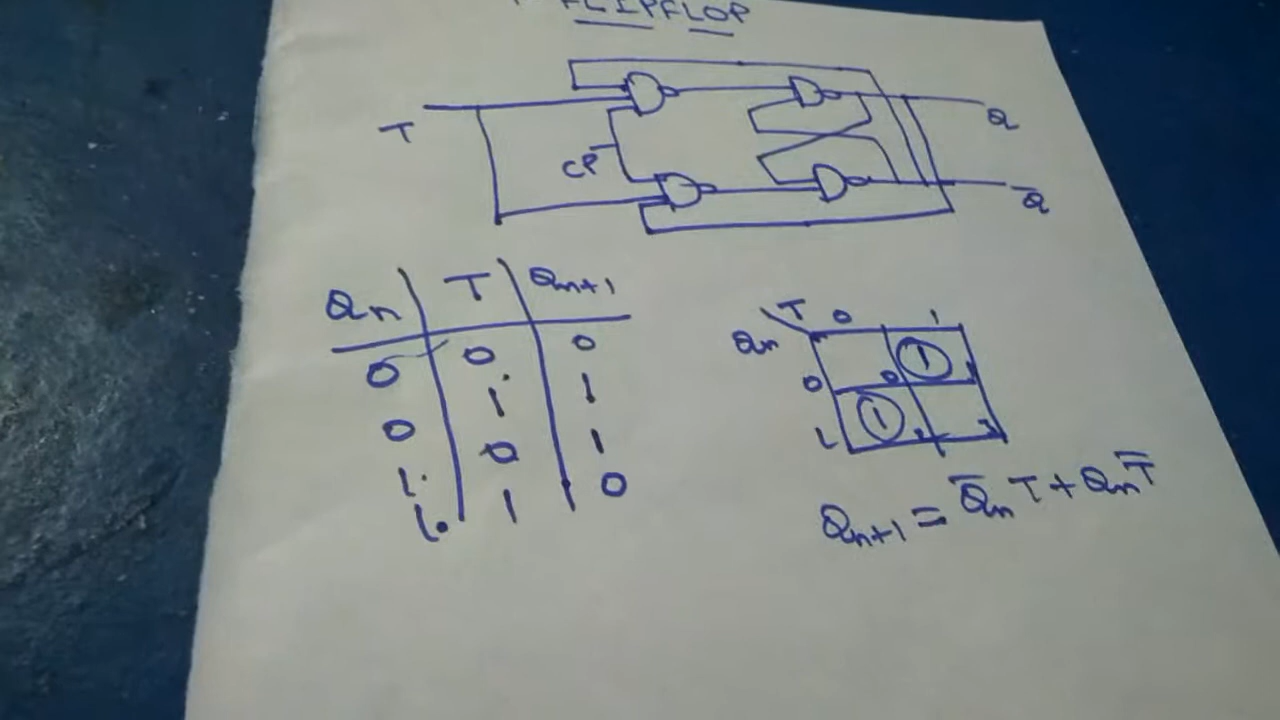 FLIPFLOP
T
CP
Q
Q̅
Qn T Qn+1
0 0 0
0 1 1
1 0 1
1 1 0
T 0 1
Qn
0 1
1 1
Qn+1 = Q̅n T + Qn T̅